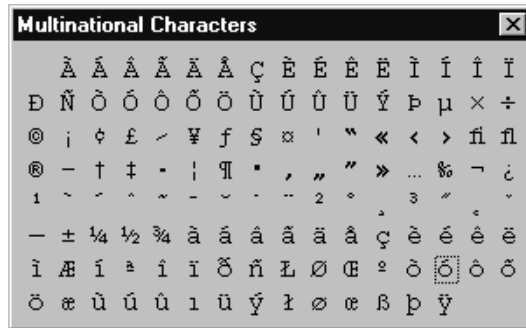 Multinational Characters
À Á Â Ã Ä Å Ç È É Ê Ë Ì Í Î Ï
Ð Ñ Ò Ó Ô Õ Ö Ù Ú Û Ü Ý Þ µ × ÷
© ¡ ¢ £ ⁄ ¥ ƒ § ¤ ' “ « ‹ › fi fl
® – † ‡ · ¦ ¶ • ‚ „ ” » … ‰ ¬ ¿
¹ ` ´ ˆ ˜ ¯ ˘ ˙ ¨ ² ° ¸ ³ ˝ ˛ ˇ
— ± ¼ ½ ¾ à á â ã ä å ç è é ê ë
ì Æ í ª î ï ð ñ Ł Ø Œ º ò ó ô õ
ö æ ù ú û ı ü ý ł ø œ ß þ ÿ